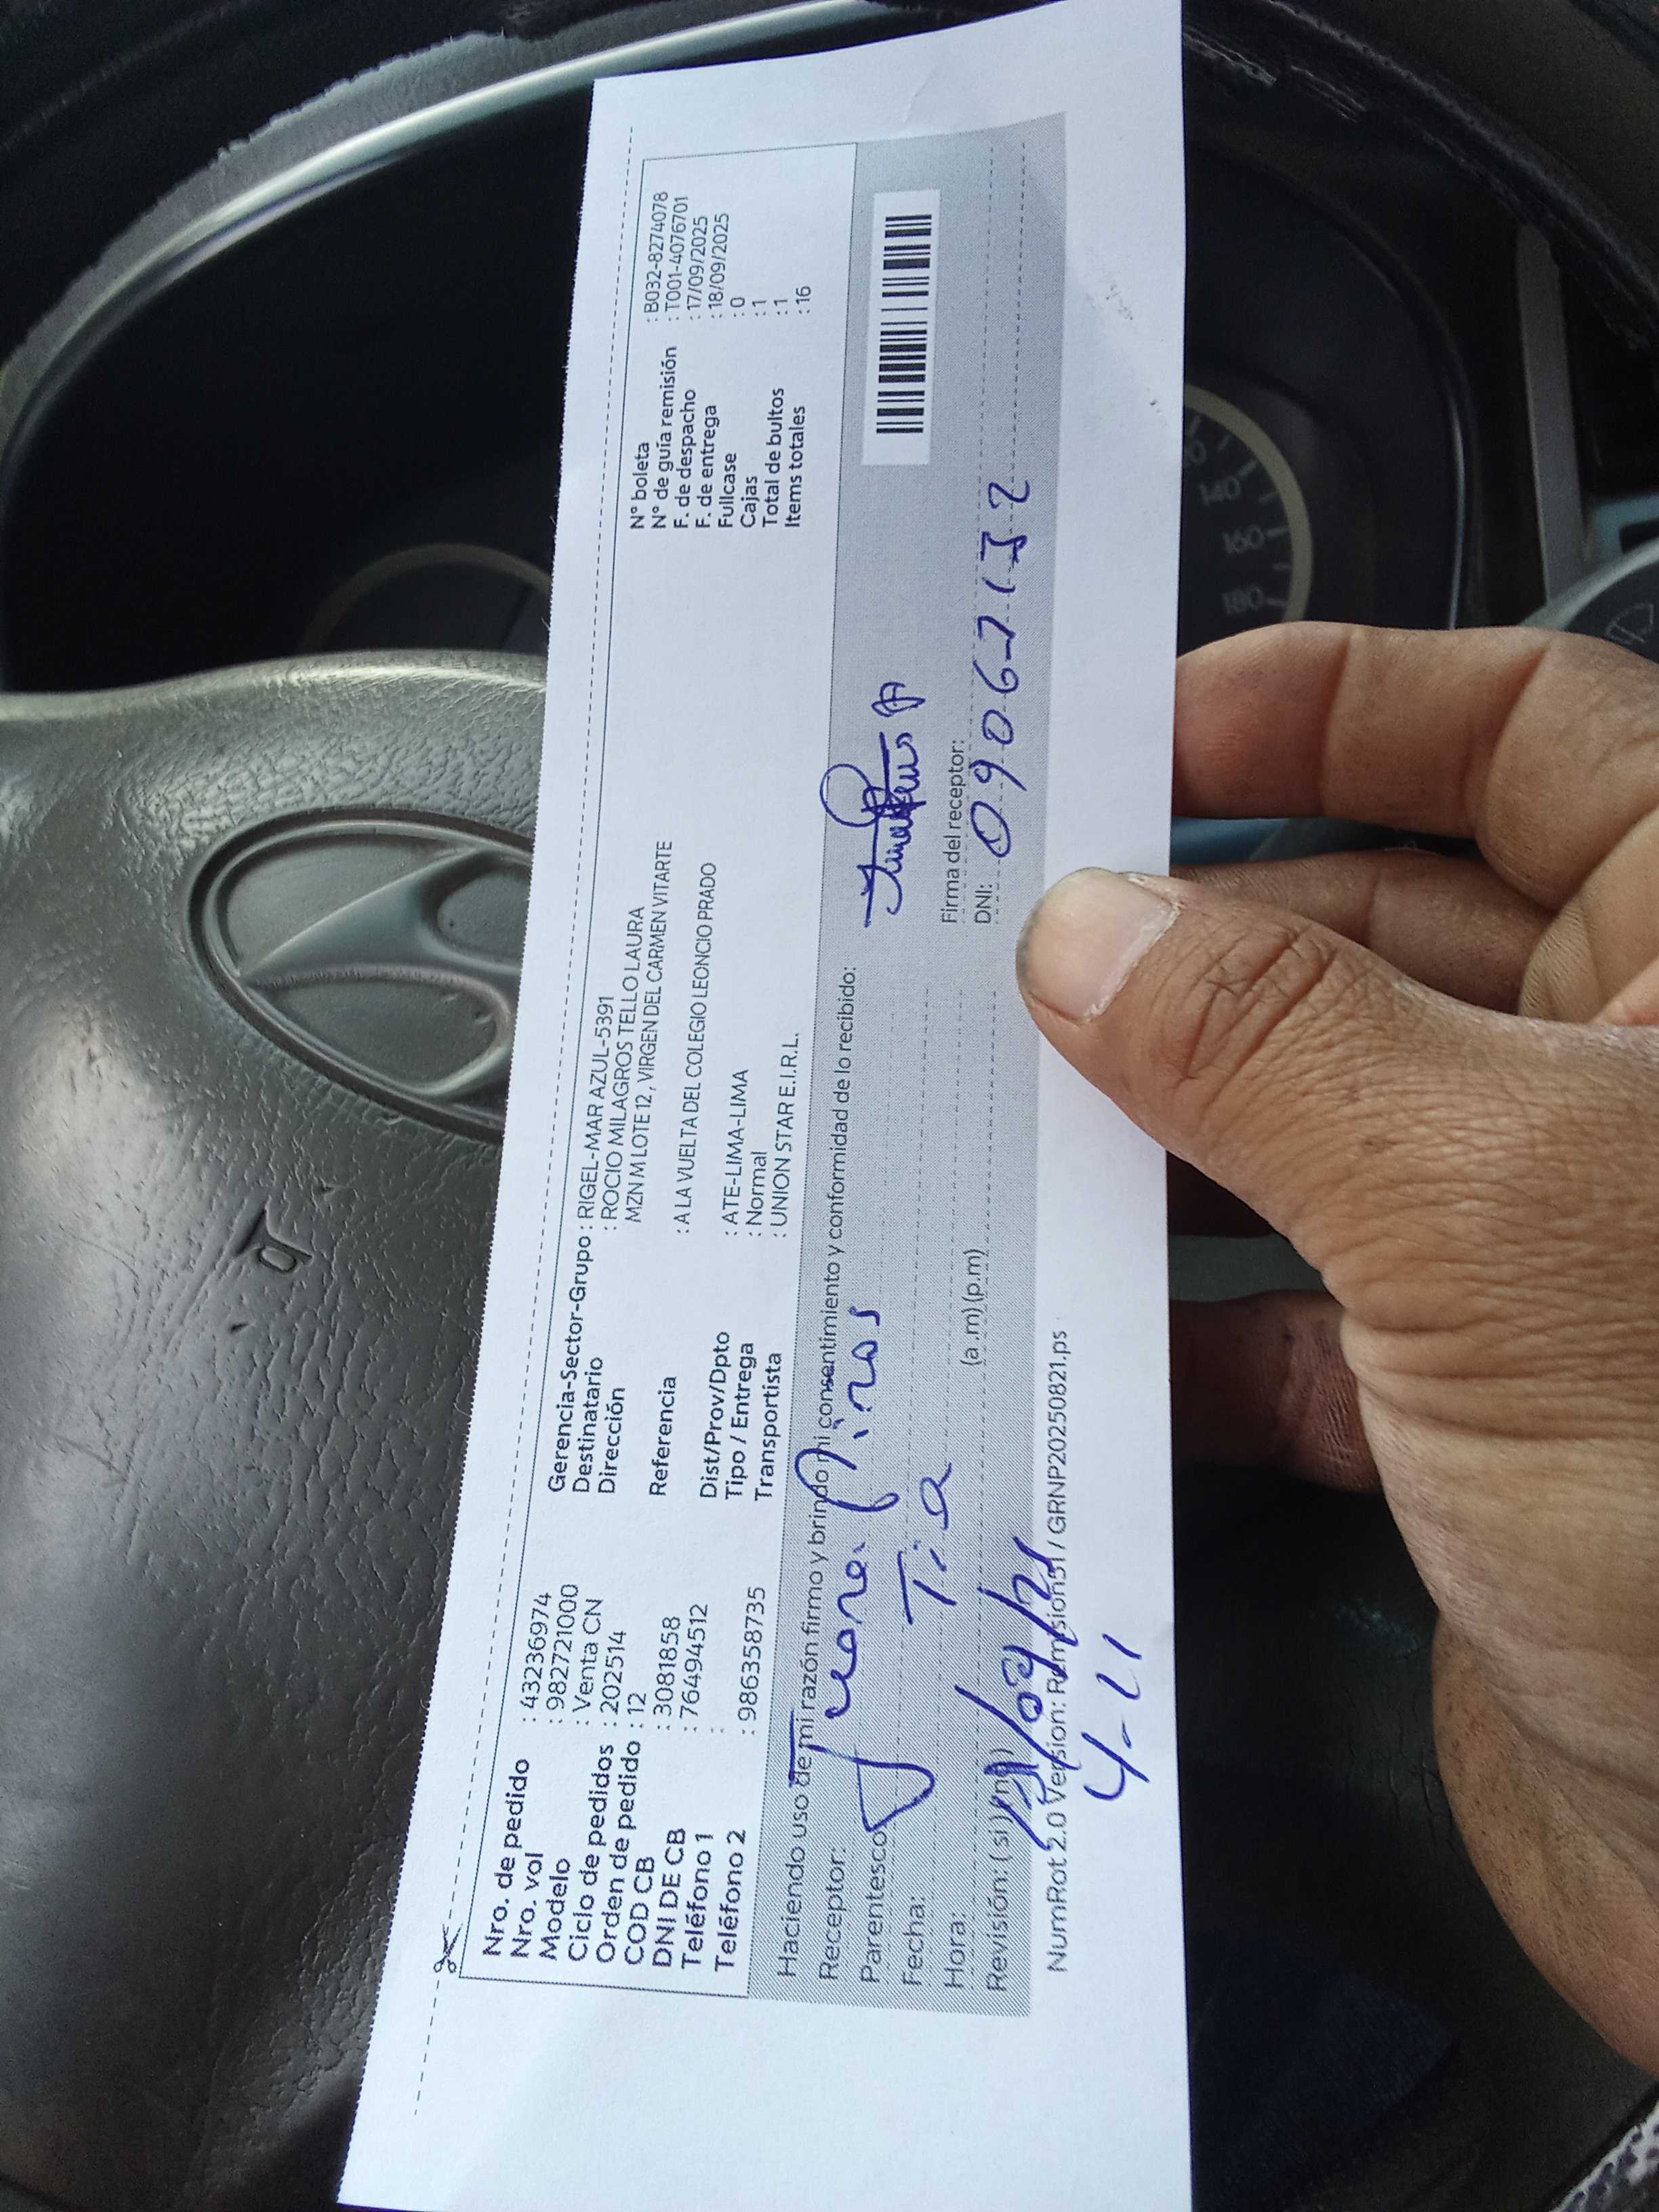 Nro. de pedido : 43236974
Nro. vol : 982721000
Modelo : Venta CN
Ciclo de pedidos : 202514
Orden de pedido : 12
COD CB : 3081858
DNI DE CB : 76494512
Teléfono 1 :
Teléfono 2 : 986358735
Gerencia-Sector-Grupo : RIGEL-MAR AZUL-5391
Destinatario : ROCIO MILAGROS TELLO LAURA
Dirección MZN M LOTE 12, VIRGEN DEL CARMEN VITARTE
Referencia : A LA VUELTA DEL COLEGIO LEONCIO PRADO
Dist/Prov/Dpto : ATE-LIMA-LIMA
Tipo / Entrega : Normal
Transportista : UNION STAR E.I.R.L.
N° boleta : B032-8274078
N° de guía remisión : T001-4076701
F. de despacho : 17/09/2025
F. de entrega : 18/09/2025
Fullcase : 0
Cajas : 1
Total de bultos : 1
Items totales : 16
Haciendo uso de mi razón firmo y brindo mi consentimiento y conformidad de lo recibido:
Receptor:
Parentesco: Tia
Fecha:
Hora: (a .m) (p.m)
Revisión: ( si ) ( no )
Firma del receptor:
DNI: 09067152
NumRot 2.0 Version: Remision51 / GRNP20250821.ps
4-21
140
160
180